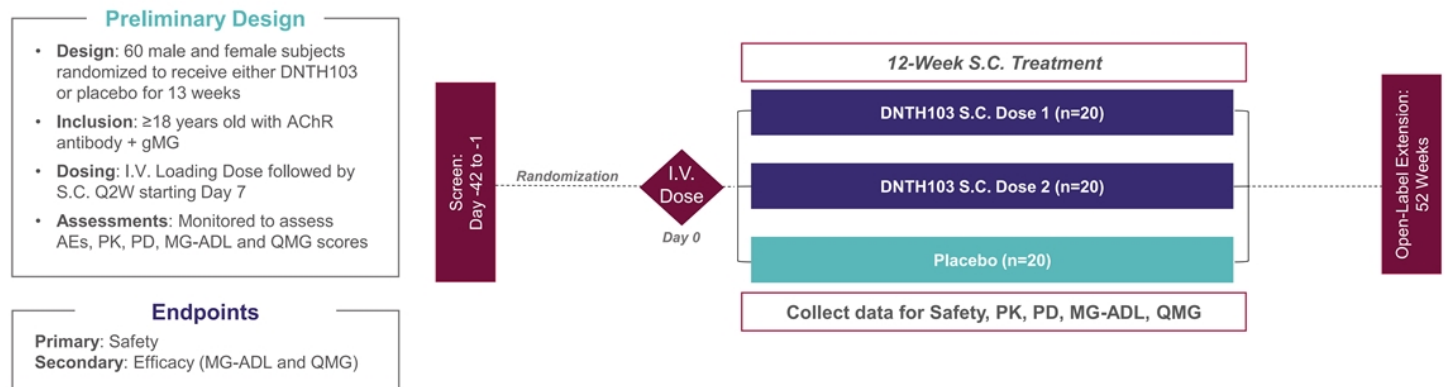 Preliminary Design
• Design: 60 male and female subjects
randomized to receive either DNTH103
or placebo for 13 weeks
• Inclusion: ≥18 years old with AChR
antibody + gMG
• Dosing: I.V. Loading Dose followed by
S.C. Q2W starting Day 7
• Assessments: Monitored to assess
AEs, PK, PD, MG-ADL and QMG scores
Endpoints
Primary: Safety
Secondary: Efficacy (MG-ADL and QMG)
Screen:
Day -42 to -1
Randomization
I.V.
Dose
Day 0
12-Week S.C. Treatment
DNTH103 S.C. Dose 1 (n=20)
DNTH103 S.C. Dose 2 (n=20)
Placebo (n=20)
Collect data for Safety, PK, PD, MG-ADL, QMG
Open-Label Extension:
52 Weeks